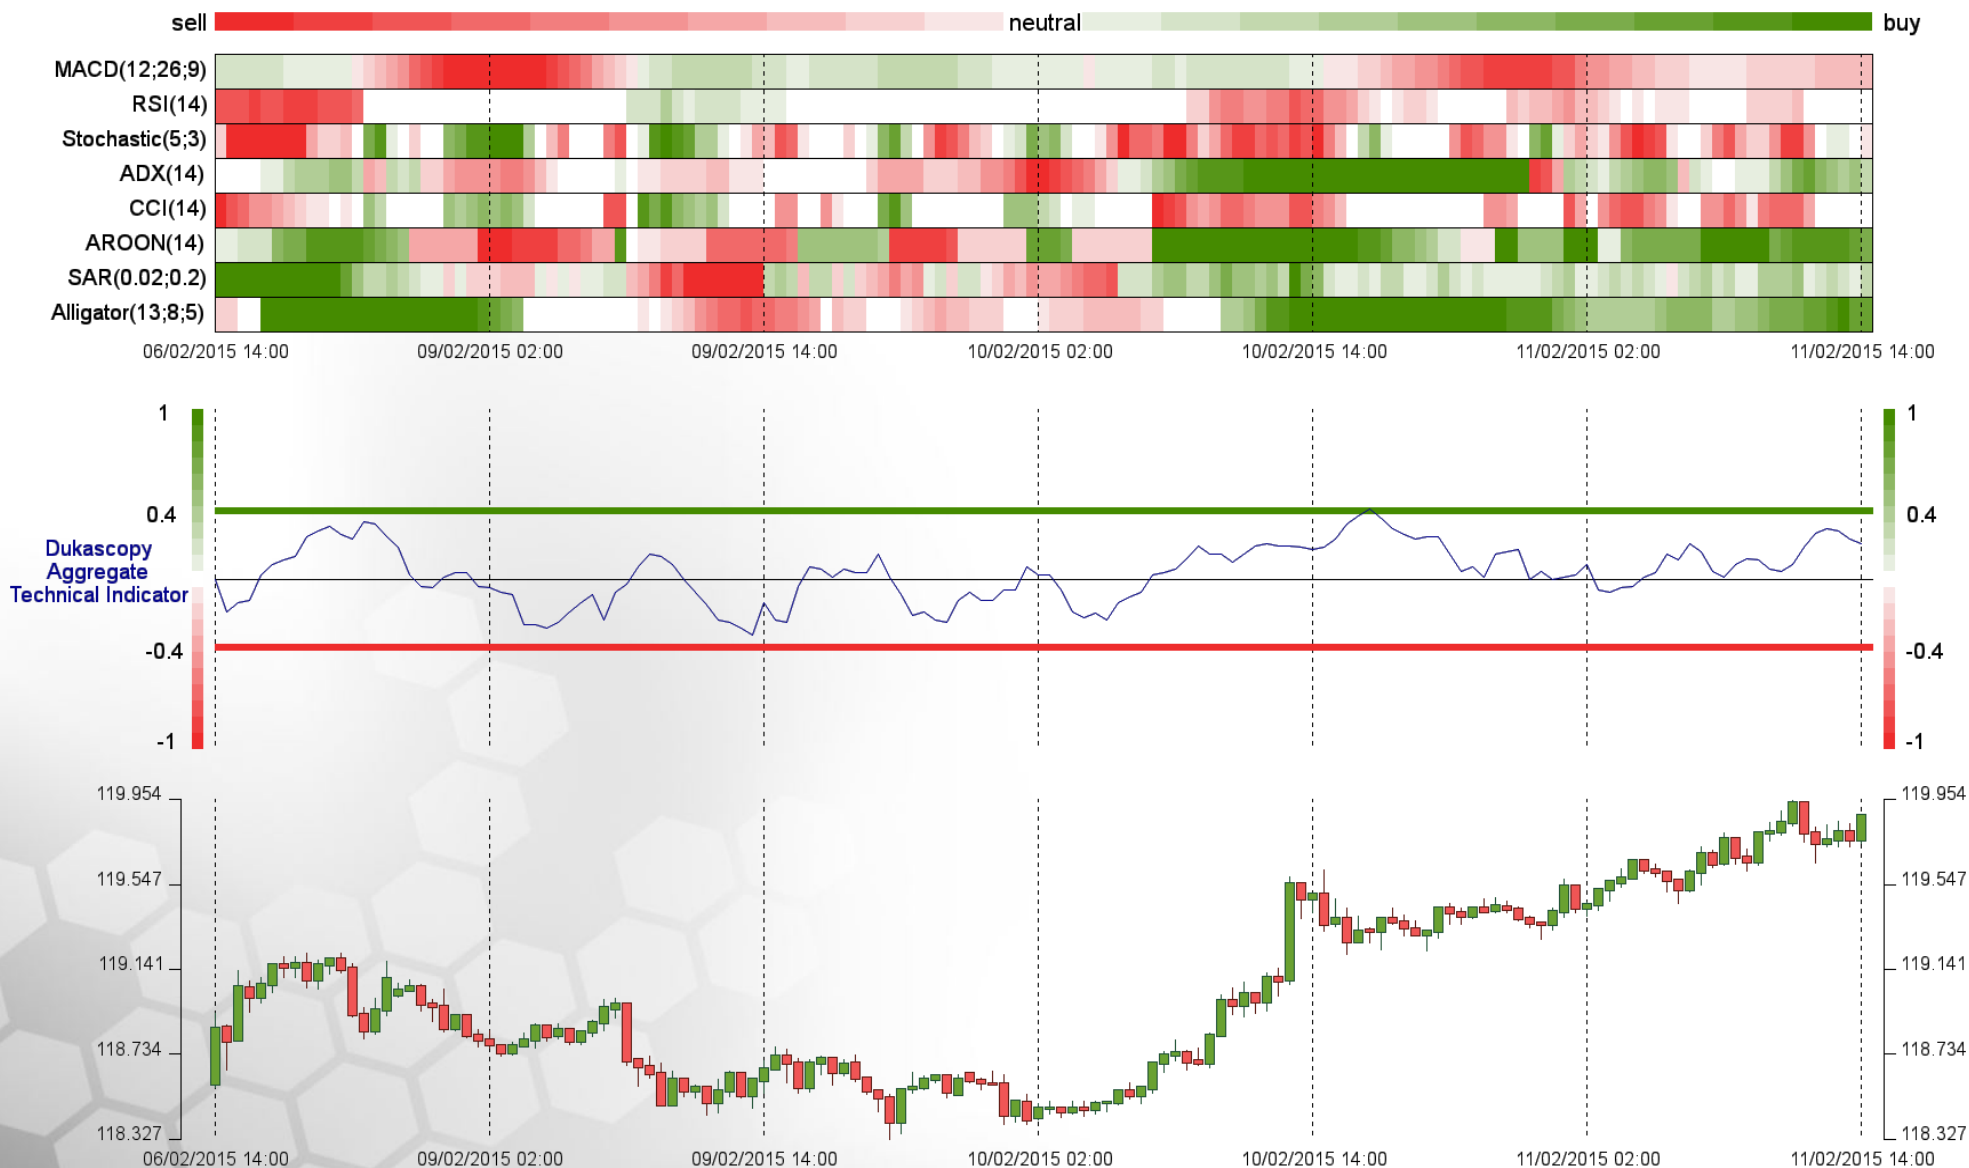 sell neutral buy
MACD(12;26;9)
RSI(14)
Stochastic(5;3)
ADX(14)
CCI(14)
AROON(14)
SAR(0.02;0.2)
Alligator(13;8;5)
06/02/2015 14:00 09/02/2015 02:00 09/02/2015 14:00 10/02/2015 02:00 10/02/2015 14:00 11/02/2015 02:00 11/02/2015 14:00
1 1
0.4 0.4
Dukascopy
Aggregate
Technical Indicator
-0.4 -0.4
-1 -1
119.954 119.954
119.547 119.547
119.141 119.141
118.734 118.734
118.327 118.327
06/02/2015 14:00 09/02/2015 02:00 09/02/2015 14:00 10/02/2015 02:00 10/02/2015 14:00 11/02/2015 02:00 11/02/2015 14:00